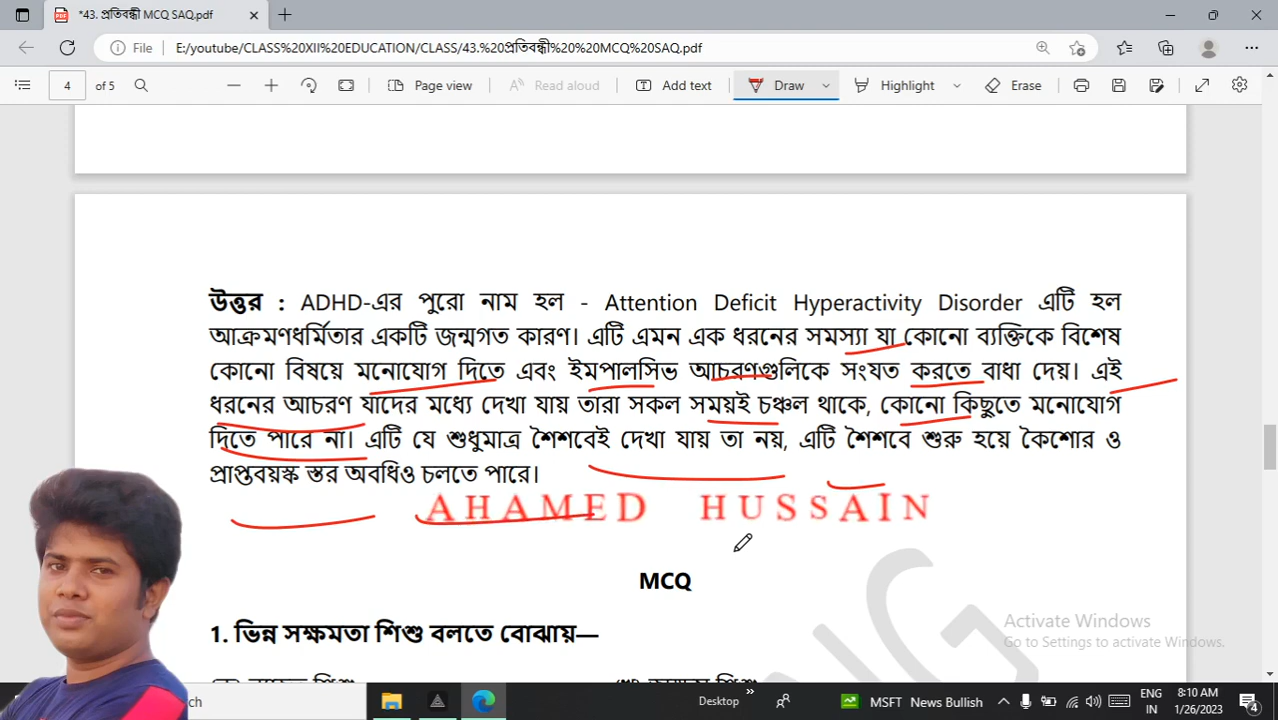 *43. প্রতিবন্ধী MCQ SAQ.pdf
File E:/youtube/CLASS%20XII%20EDUCATION/CLASS/43.%20প্রতিবন্ধী%20%20MCQ%20SAQ.pdf
4 of 5 Page view Read aloud Add text Draw Highlight Erase
উত্তর : ADHD-এর পুরো নাম হল - Attention Deficit Hyperactivity Disorder এটি হল
আক্রমণধর্মিতার একটি জন্মগত কারণ। এটি এমন এক ধরনের সমস্যা যা কোনো ব্যক্তিকে বিশেষ
কোনো বিষয়ে মনোযোগ দিতে এবং ইমপালসিভ আচরণগুলিকে সংযত করতে বাধা দেয়। এই
ধরনের আচরণ যাদের মধ্যে দেখা যায় তারা সকল সময়ই চঞ্চল থাকে, কোনো কিছুতে মনোযোগ
দিতে পারে না। এটি যে শুধুমাত্র শৈশবেই দেখা যায় তা নয়, এটি শৈশবে শুরু হয়ে কৈশোর ও
প্রাপ্তবয়স্ক স্তর অবধিও চলতে পারে।
AHAMED HUSSAIN
MCQ
1. ভিন্ন সক্ষমতা শিশু বলতে বোঝায়—
Activate Windows
Go to Settings to activate Windows.
Desktop MSFT News Bullish ENG IN 8:10 AM 1/26/2023 4